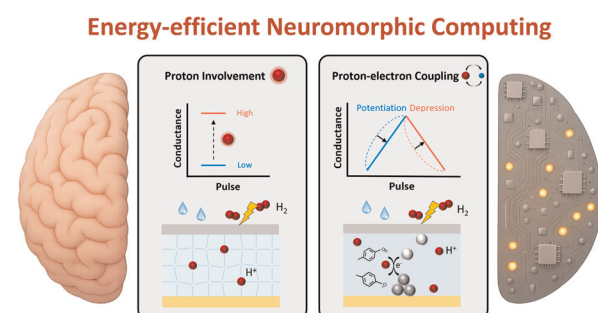 Energy-efficient Neuromorphic Computing
Proton Involvement
Conductance
High
Low
Pulse
H2
H+
Proton-electron Coupling
Conductance
Potentiation Depression
Pulse
H2
H+
e-